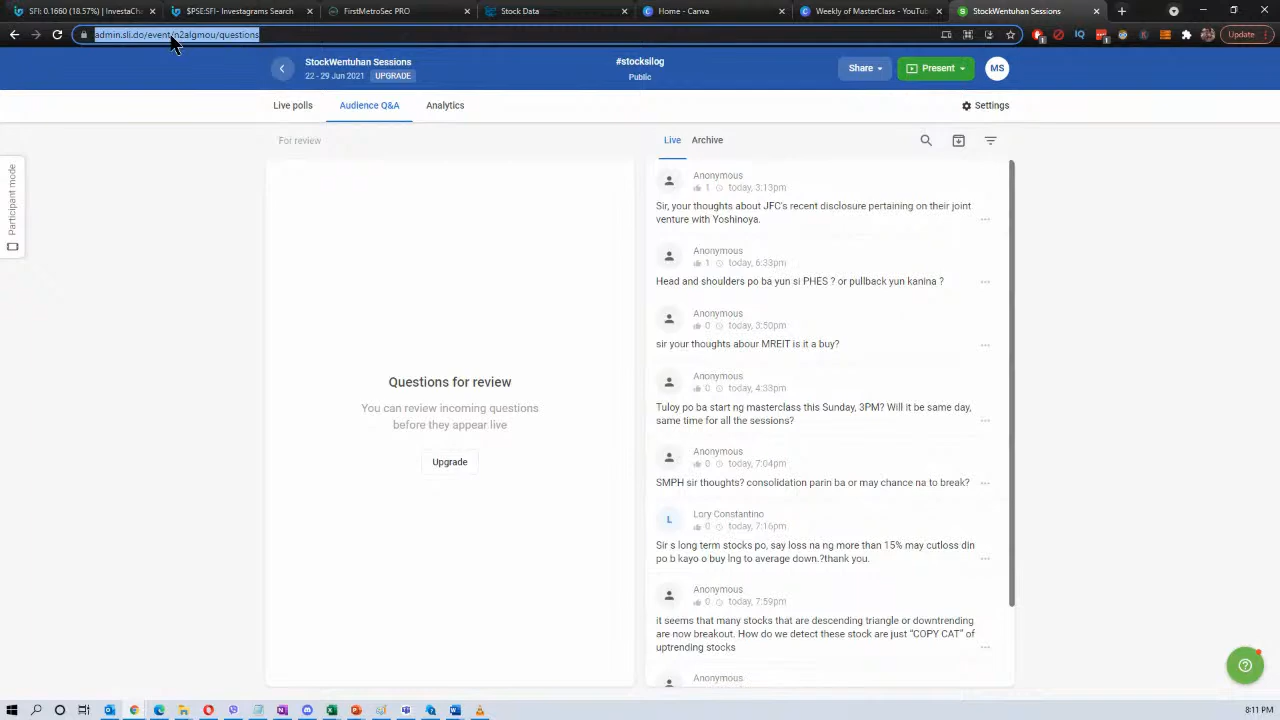 SFI: 0.1660 (18.57%) | InvestaCh
$PSE:SFI- Investagrams Search
FirstMetroSec PRO
Stock Data
Home - Canva
Weekly of MasterClass - YouTub
StockWentuhan Sessions
admin.sli.do/event/n2algmou/questions
Update
StockWentuhan Sessions
22 - 29 Jun 2021 UPGRADE
#stocksilog
Public
Share
Present
MS
Live polls
Audience Q&A
Analytics
Settings
Participant mode
For review
Live
Archive
Questions for review
You can review incoming questions
before they appear live
Upgrade
Anonymous
1 today, 3:13pm
Sir, your thoughts about JFC's recent disclosure pertaining on their joint
venture with Yoshinoya.
Anonymous
1 today, 6:33pm
Head and shoulders po ba yun si PHES ? or pullback yun kanina ?
Anonymous
0 today, 3:50pm
sir your thoughts abour MREIT is it a buy?
Anonymous
0 today, 4:33pm
Tuloy po ba start ng masterclass this Sunday, 3PM? Will it be same day,
same time for all the sessions?
Anonymous
0 today, 7:04pm
SMPH sir thoughts? consolidation parin ba or may chance na to break?
L
Lory Constantino
0 today, 7:16pm
Sir s long term stocks po, say loss na ng more than 15% may cutloss din
po b kayo o buy lng to average down.?thank you.
Anonymous
0 today, 7:59pm
it seems that many stocks that are descending triangle or downtrending
are now breakout. How do we detect these stock are just “COPY CAT” of
uptrending stocks
Anonymous
8:11 PM